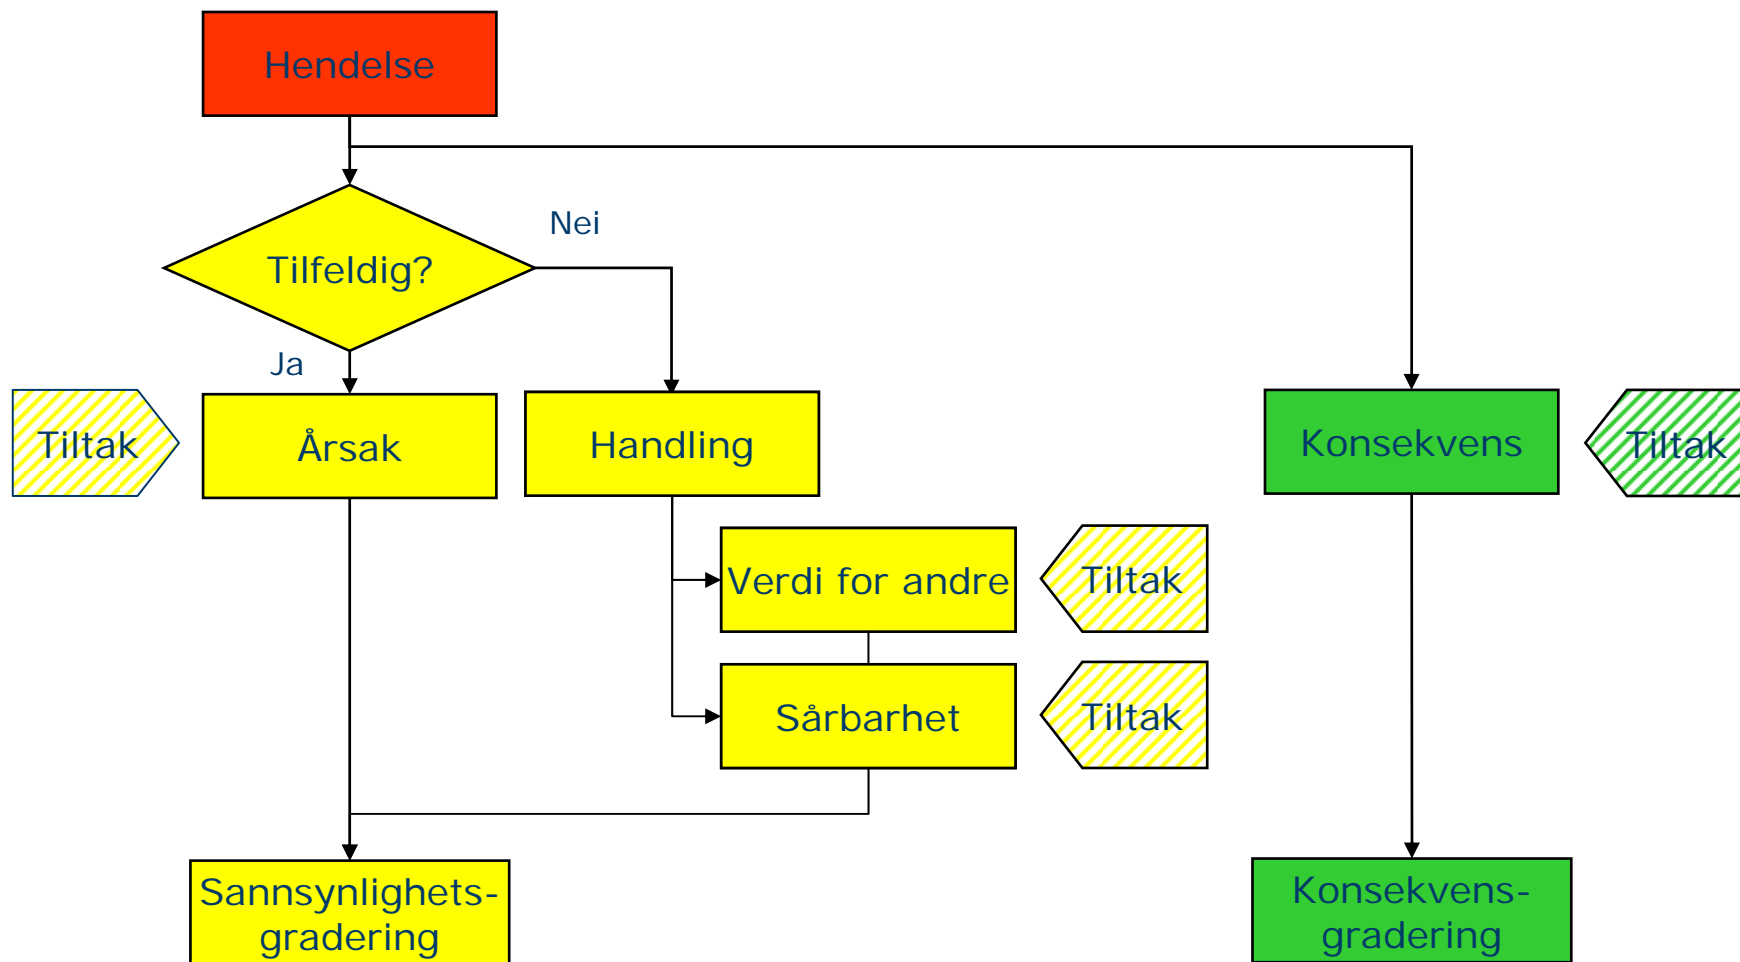 Hendelse
Nei
Tilfeldig?
Ja
Tiltak
Årsak
Handling
Konsekvens
Tiltak
Verdi for andre
Tiltak
Sårbarhet
Tiltak
Sannsynlighets-
gradering
Konsekvens-
gradering